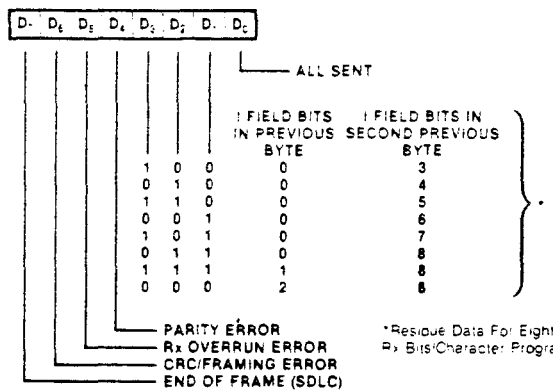 D7 D6 D5 D4 D3 D2 D1 D0
ALL SENT
I FIELD BITS IN PREVIOUS BYTE
I FIELD BITS IN SECOND PREVIOUS BYTE
1 0 0 0 3
0 1 0 0 4
1 1 0 0 5
0 0 1 0 6
1 0 1 0 7
0 1 1 0 8
1 1 1 1 8
0 0 0 2 8
*
PARITY ERROR
Rx OVERRUN ERROR
CRC/FRAMING ERROR
END OF FRAME (SDLC)
*Residue Data For Eight
Rx Bits/Character